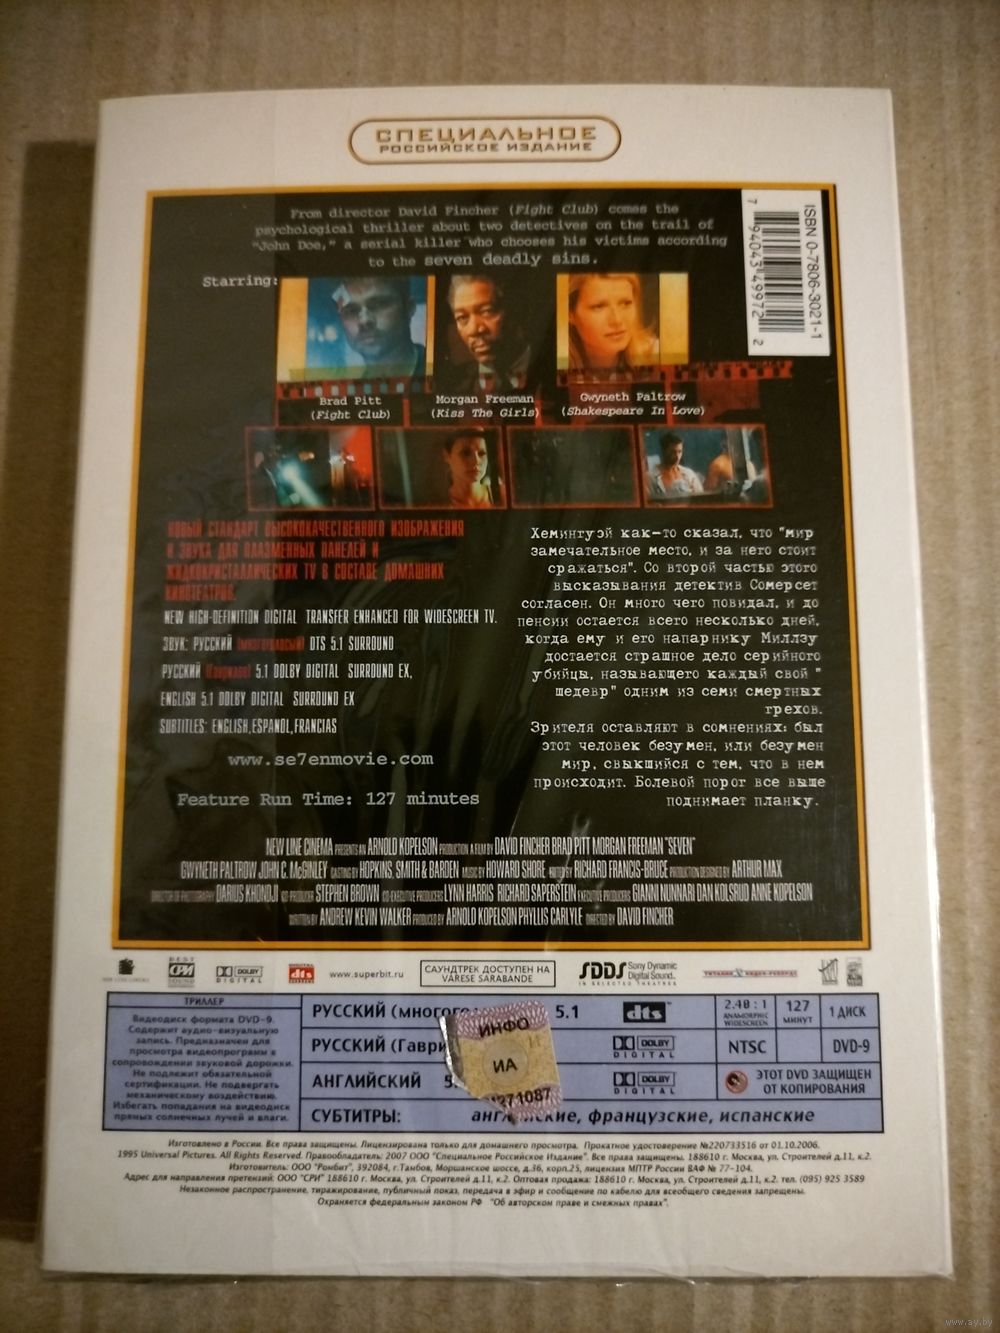 СПЕЦИАЛЬНОЕ
РОССИЙСКОЕ ИЗДАНИЕ
From director David Fincher (Fight Club) comes the
psychological thriller about two detectives on the trail of
"John Doe," a serial killer who chooses his victims according
to the seven deadly sins.
ISBN 0-7806-3021-1
7 94043 49972 2
Starring:
Brad Pitt
(Fight Club)
Morgan Freeman
(Kiss The Girls)
Gwyneth Paltrow
(Shakespeare In Love)
НОВЫЙ СТАНДАРТ ВЫСОКОКАЧЕСТВЕННОГО ИЗОБРАЖЕНИЯ
И ЗВУКА ДЛЯ ПЛАЗМЕННЫХ ПАНЕЛЕЙ И
ЖИДКОКРИСТАЛЛИЧЕСКИХ TV В СОСТАВЕ ДОМАШНИХ
КИНОТЕАТРОВ.
NEW HIGH-DEFINITION DIGITAL TRANSFER ENHANCED FOR WIDESCREEN TV.
ЗВУК: РУССКИЙ (многоголосый) DTS 5.1 SURROUND
РУССКИЙ (Гаврилов) 5.1 DOLBY DIGITAL SURROUND EX,
ENGLISH 5.1 DOLBY DIGITAL SURROUND EX
SUBTITLES: ENGLISH,ESPANOL,FRANCIAS
www.se7enmovie.com
Feature Run Time: 127 minutes
Хемингуэй как-то сказал, что "мир
замечательное место, и за него стоит
сражаться". Со второй частью этого
высказывания детектив Сомерсет
согласен. Он много чего повидал, и до
пенсии остается всего несколько дней,
когда ему и его напарнику Миллзу
достается страшное дело серийного
убийцы, называющего каждый свой "
шедевр" одним из семи смертных
грехов.
Зрителя оставляют в сомнениях: был
этот человек безумен, или безумен
мир, свыкшийся с тем, что в нем
происходит. Болевой порог все выше
поднимает планку.
NEW LINE CINEMA PRESENTS AN ARNOLD KOPELSON PRODUCTION A FILM BY DAVID FINCHER BRAD PITT MORGAN FREEMAN "SEVEN"
GWYNETH PALTROW JOHN C. McGINLEY CASTING BY HOPKINS, SMITH & BARDEN MUSIC BY HOWARD SHORE EDITED BY RICHARD FRANCIS-BRUCE PRODUCTION DESIGNED BY ARTHUR MAX
DIRECTOR OF PHOTOGRAPHY DARIUS KHONDJI CO-PRODUCER STEPHEN BROWN CO-EXECUTIVE PRODUCERS LYNN HARRIS RICHARD SAPERSTEIN EXECUTIVE PRODUCERS GIANNI NUNNARI DAN KOLSRUD ANNE KOPELSON
WRITTEN BY ANDREW KEVIN WALKER PRODUCED BY ARNOLD KOPELSON PHYLLIS CARLYLE DIRECTED BY DAVID FINCHER
BEST
СРМ
SOUND
DOLBY
DIGITAL
DIGITAL
dts
www.superbit.ru
САУНДТРЕК ДОСТУПЕН НА
VARESE SARABANDE
SDDS Sony Dynamic
Digital Sound.
IN SELECTED THEATRES
ТРИЛЛЕР
Видеодиск формата DVD-9.
Содержит аудио-визуальную
запись. Предназначен для
просмотра видеопрограмм в
сопровождении звуковой дорожки.
Не подлежит обязательной
сертификации. Не подвергать
механическому воздействию.
Избегать попадания на видеодиск
прямых солнечных лучей и влаги.
РУССКИЙ 5.1
dts
2.40 : 1
ANAMORPHIC
WIDESCREEN
127
МИНУТ
1 ДИСК
РУССКИЙ
DOLBY
DIGITAL
NTSC
DVD-9
АНГЛИЙСКИЙ
DOLBY
DIGITAL
ЭТОТ DVD ЗАЩИЩЕН
ОТ КОПИРОВАНИЯ
СУБТИТРЫ: французские, испанские
ИНФО
ИА
271087
Изготовлено в России. Все права защищены. Лицензирована только для домашнего просмотра. Прокатное удостоверение №220733516 от 01.10.2006.
1995 Universal Pictures. All Rights Reserved. Правообладатель: 2007 ООО "Специальное Российское Издание". Все права защищены. 188610 г. Москва, ул. Строителей д.11, к.2.
Изготовитель: ООО "Ромбит", 392084, г.Тамбов, Моршанское шоссе, д.36, корп.25, лицензия МПТР России ВАФ № 77-104.
Адрес для направления претензий: ООО "СРИ" 188610 г. Москва, ул. Строителей д.11, к.2. Оптовая продажа: 188610 г. Москва, ул. Строителей д.11, к.2. тел. (095) 925 3589
Незаконное распространение, тиражирование, публичный показ, передача в эфир и сообщение по кабелю для всеобщего сведения запрещены.
Охраняется федеральным законом РФ "Об авторском праве и смежных правах".
www.ay.by